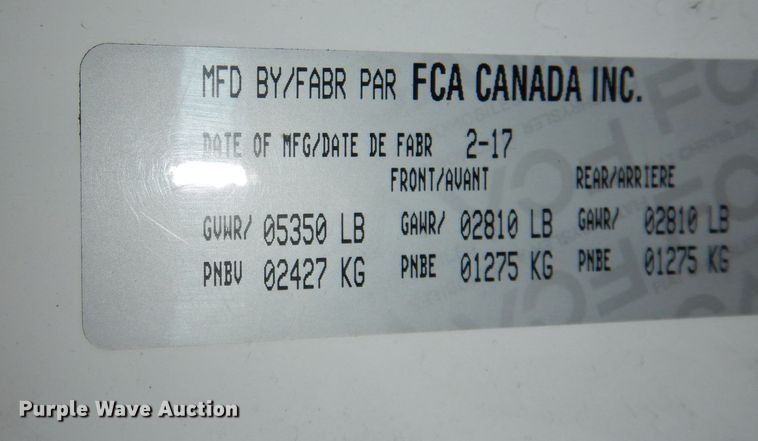 MFD BY/FABR PAR FCA CANADA INC.
DATE OF MFG/DATE DE FABR 2-17
FRONT/AVANT REAR/ARRIERE
GVWR/ 05350 LB GAWR/ 02810 LB GAWR/ 02810 LB
PNBV 02427 KG PNBE 01275 KG PNBE 01275 KG
Purple Wave Auction